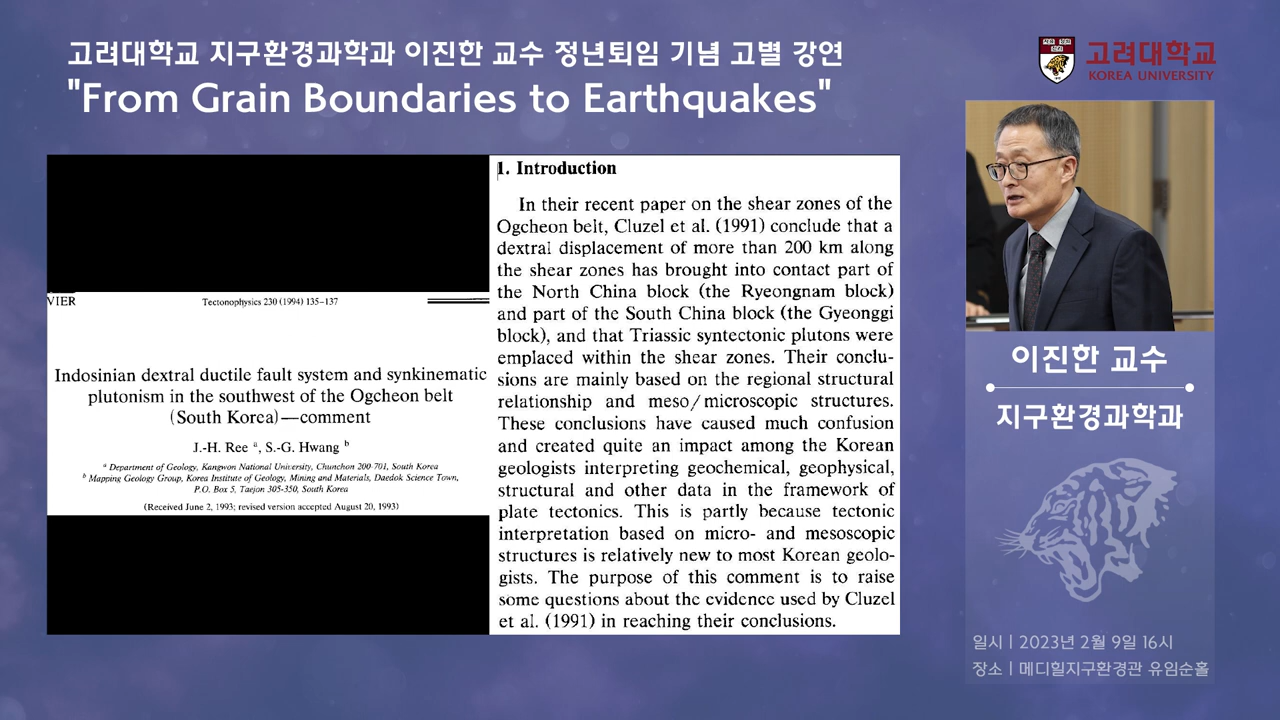 고려대학교 지구환경과학과 이진한 교수 정년퇴임 기념 고별 강연
"From Grain Boundaries to Earthquakes"
고려대학교
KOREA UNIVERSITY
VIER
Tectonophysics 230 (1994) 135–137
Indosinian dextral ductile fault system and synkinematic
plutonism in the southwest of the Ogcheon belt
(South Korea)—comment
J.-H. Ree ᵃ, S.-G. Hwang ᵇ
ᵃ Department of Geology, Kangwon National University, Chunchon 200-701, South Korea
ᵇ Mapping Geology Group, Korea Institute of Geology, Mining and Materials, Daedok Science Town,
P.O. Box 5, Taejon 305-350, South Korea
(Received June 2, 1993; revised version accepted August 20, 1993)
1. Introduction
In their recent paper on the shear zones of the
Ogcheon belt, Cluzel et al. (1991) conclude that a
dextral displacement of more than 200 km along
the shear zones has brought into contact part of
the North China block (the Ryeongnam block)
and part of the South China block (the Gyeonggi
block), and that Triassic syntectonic plutons were
emplaced within the shear zones. Their conclu-
sions are mainly based on the regional structural
relationship and meso/microscopic structures.
These conclusions have caused much confusion
and created quite an impact among the Korean
geologists interpreting geochemical, geophysical,
structural and other data in the framework of
plate tectonics. This is partly because tectonic
interpretation based on micro- and mesoscopic
structures is relatively new to most Korean geolo-
gists. The purpose of this comment is to raise
some questions about the evidence used by Cluzel
et al. (1991) in reaching their conclusions.
이진한 교수
지구환경과학과
일시 | 2023년 2월 9일 16시
장소 | 메디힐지구환경관 유임순홀